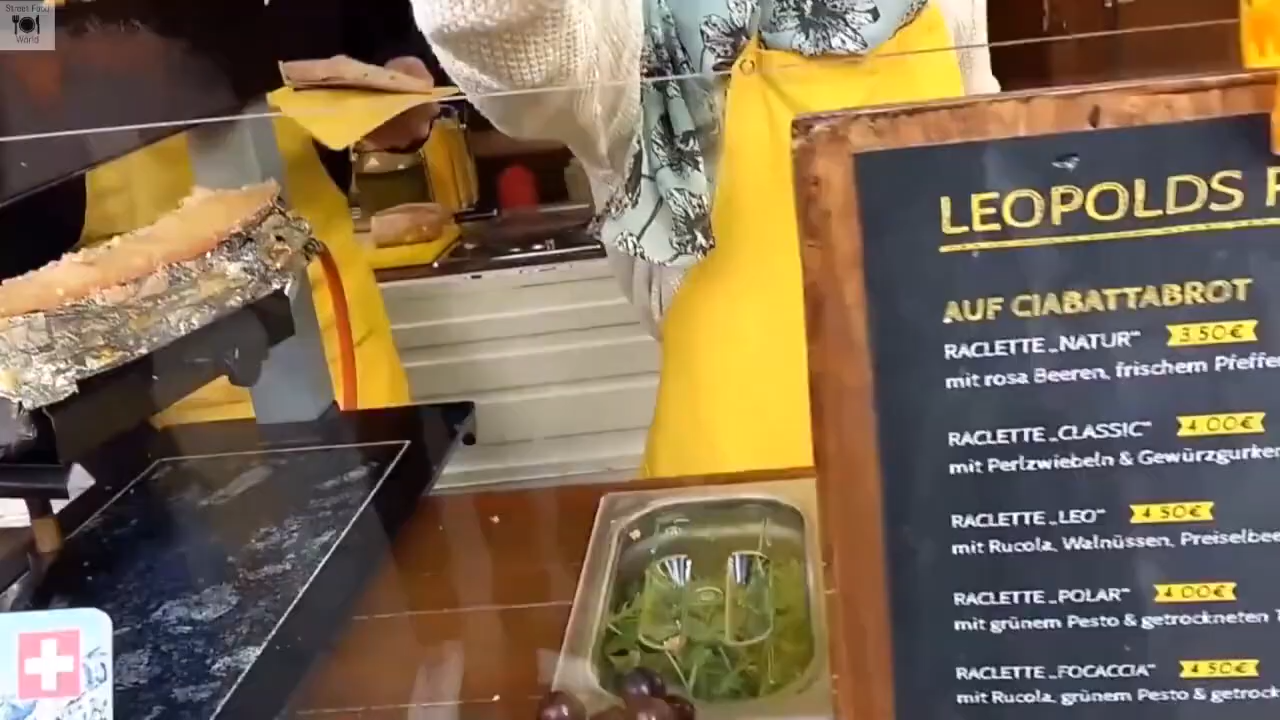 Street Food
World
LEOPOLDS
AUF CIABATTABROT
RACLETTE „NATUR“ 3.50€
mit rosa Beeren, frischem
RACLETTE „CLASSIC“ 4.00€
mit Perlzwiebeln & Gewürzgurken
RACLETTE „LEO“ 4.50€
mit Rucola, Walnüssen,
RACLETTE „POLAR“ 4.00€
mit grünem Pesto & getrockneten
RACLETTE „FOCACCIA“ 4.50€
mit Rucola, grünem Pesto &